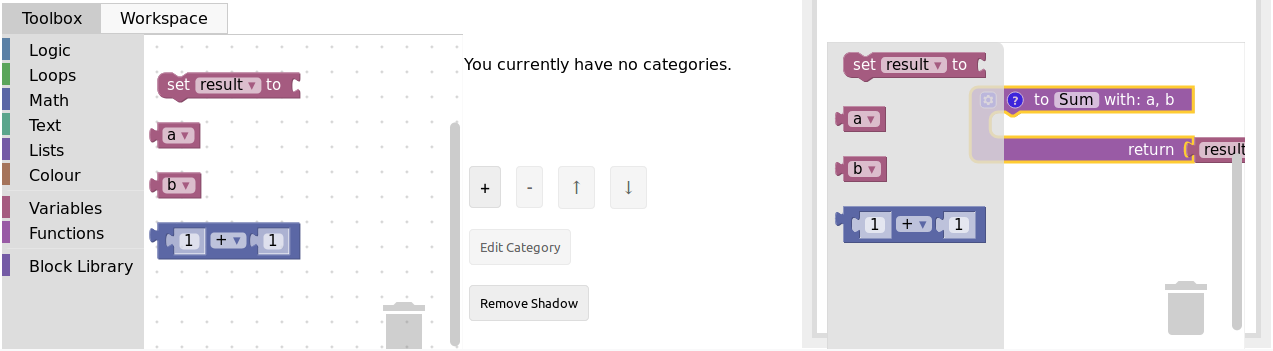 Toolbox Workspace
Logic
Loops
Math
Text
Lists
Colour
Variables
Functions
Block Library
set result ▾ to
a ▾
b ▾
1 + ▾ 1
You currently have no categories.
+ - ↑ ↓
Edit Category
Remove Shadow
set result ▾ to
a ▾
b ▾
1 + ▾ 1
? to Sum with: a, b
return result